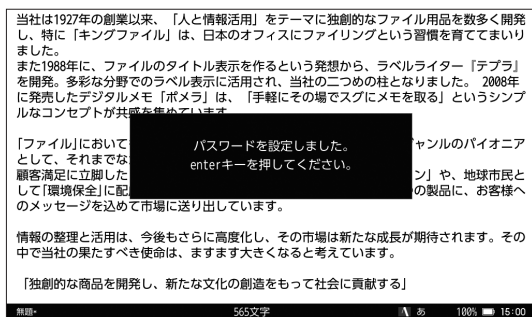 当社は1927年の創業以来、「人と情報活用」をテーマに独創的なファイル用品を数多く開発
し、特に「キングファイル」は、日本のオフィスにファイリングという習慣を育ててまいり
ました。
また1988年に、ファイルのタイトル表示を作るという発想から、ラベルライター『テプラ』
を開発。多彩な分野でのラベル表示に活用され、当社の二つめの柱となりました。 2008年
に発売したデジタルメモ「ポメラ」は、「手軽にその場でスグにメモを取る」というシンプ
ルなコンセプトが共感を集めています。
「ファイル」において ャンルのパイオニア
として、それまでな
顧客満足に立脚した ン」や、地球市民と
して「環境保全」に配 の製品に、お客様へ
のメッセージを込めて市場に送り出しています。
パスワードを設定しました。
enterキーを押してください。
情報の整理と活用は、今後もさらに高度化し、その市場は新たな成長が期待されます。その
中で当社の果たすべき使命は、ますます大きくなると考えています。
「独創的な商品を開発し、新たな文化の創造をもって社会に貢献する」
無題* 565文字 あ 100% 15:00